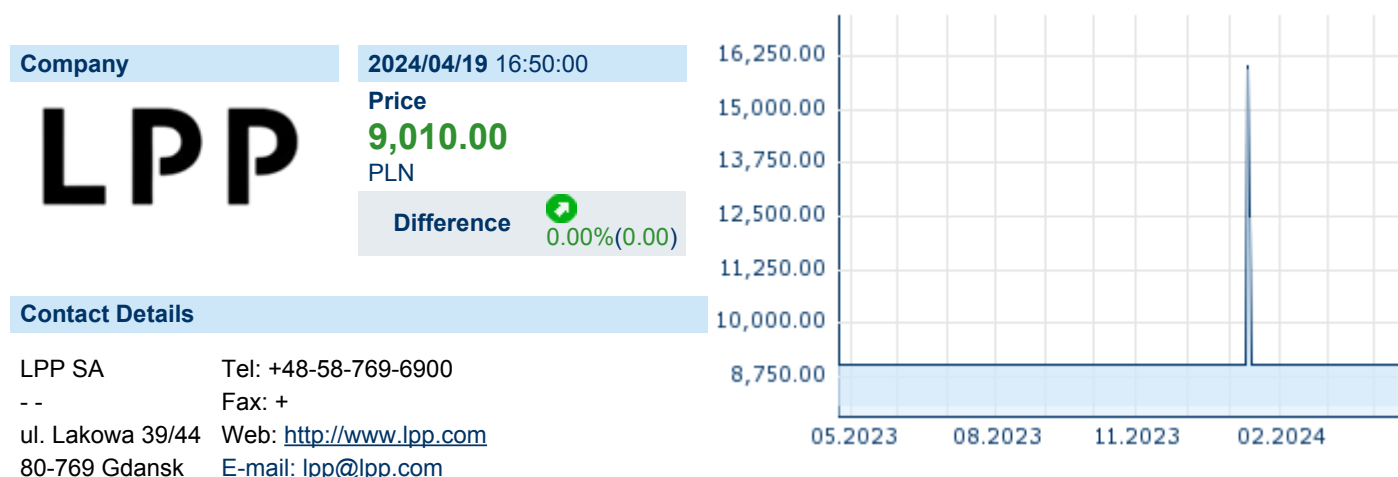 Company
LPP
2024/04/19 16:50:00
Price
9,010.00
PLN
Difference
0.00%(0.00)
Contact Details
LPP SA
- -
ul. Lakowa 39/44
80-769 Gdansk
Tel: +48-58-769-6900
Fax: +
Web: http://www.lpp.com
E-mail: lpp@lpp.com
16,250.00
15,000.00
13,750.00
12,500.00
11,250.00
10,000.00
8,750.00
05.2023 08.2023 11.2023 02.2024